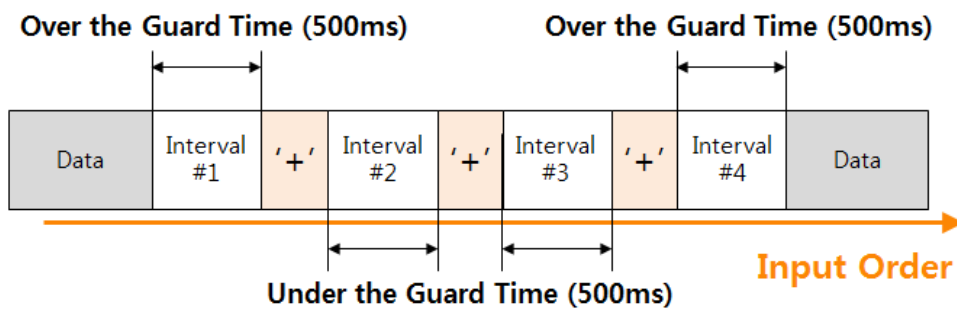 Over the Guard Time (500ms) Over the Guard Time (500ms)
Data Interval #1 '+' Interval #2 '+' Interval #3 '+' Interval #4 Data
Input Order
Under the Guard Time (500ms)